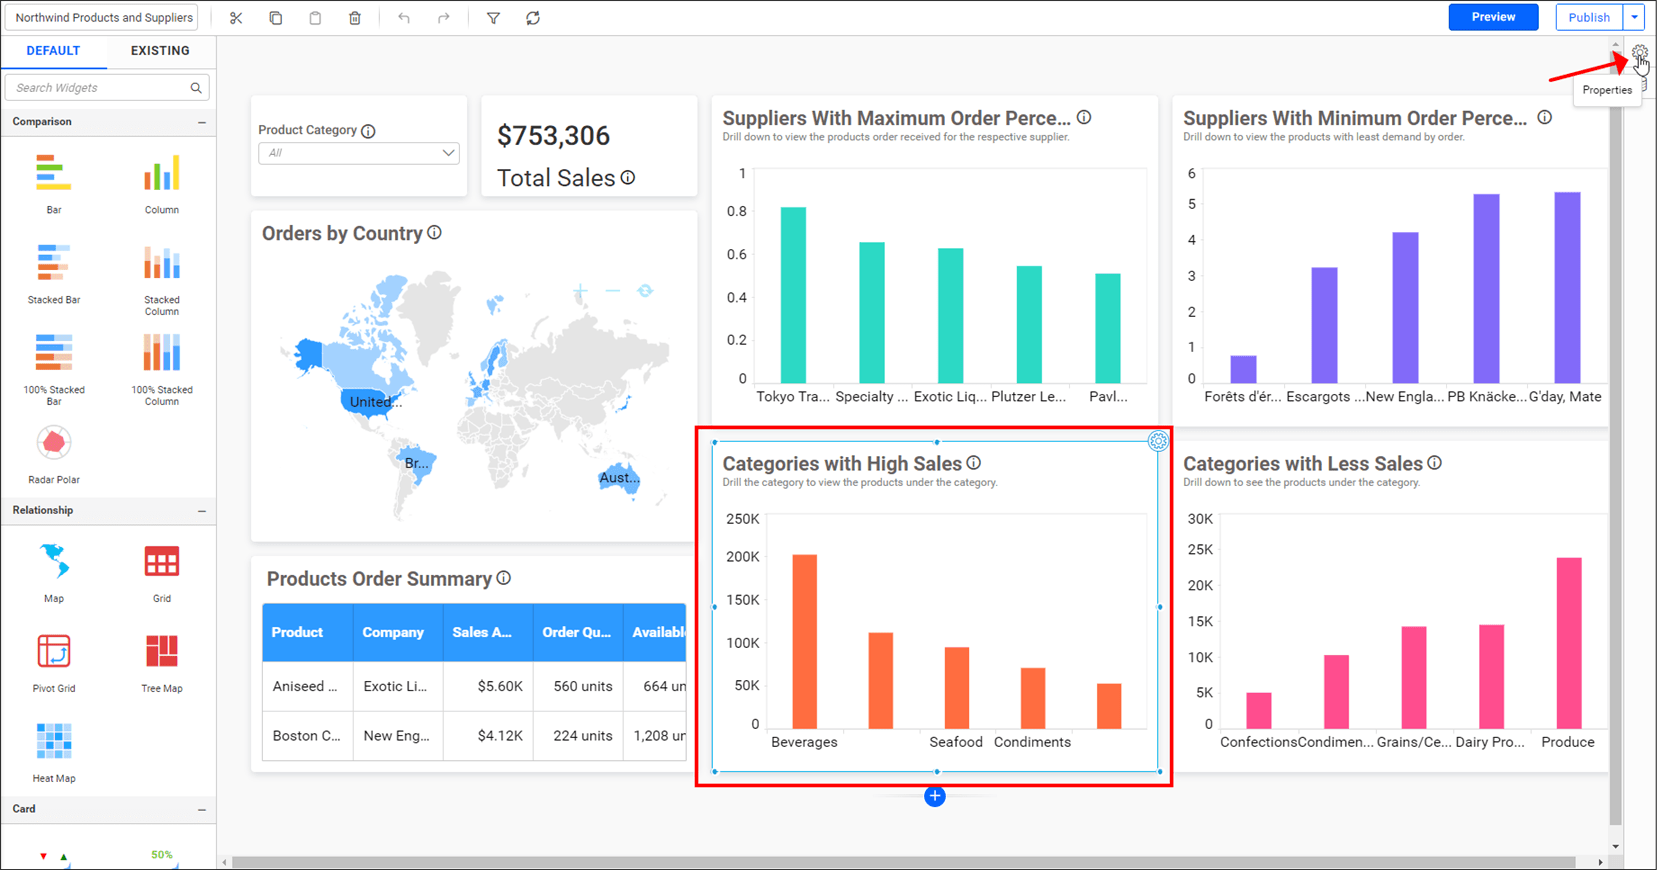 Northwind Products and Suppliers
Preview
Publish
DEFAULT
EXISTING
Search Widgets
Comparison
Bar
Column
Stacked Bar
Stacked
Column
100% Stacked
Bar
100% Stacked
Column
Radar Polar
Relationship
Map
Grid
Pivot Grid
Tree Map
Heat Map
Card
50%
Properties
Product Category
All
$753,306
Total Sales
Orders by Country
United...
Br...
Aust...
Products Order Summary
Product Company Sales A... Order Qu... Available
Aniseed ... Exotic Li... $5.60K 560 units 664 un
Boston C... New Eng... $4.12K 224 units 1,208 un
Suppliers With Maximum Order Perce...
Drill down to view the products order received for the respective supplier.
1
0.8
0.6
0.4
0.2
0
Tokyo Tra... Specialty ... Exotic Liq... Plutzer Le... Pavl...
Suppliers With Minimum Order Perce...
Drill down to view the products with least demand by order.
6
5
4
3
2
1
0
Forêts d'ér... Escargots ... New Engla... PB Knäcke... G'day, Mate
Categories with High Sales
Drill the category to view the products under the category.
250K
200K
150K
100K
50K
0
Beverages Seafood Condiments
Categories with Less Sales
Drill down to see the products under the category.
30K
25K
20K
15K
10K
5K
0
Confections Condimen... Grains/Ce... Dairy Pro... Produce